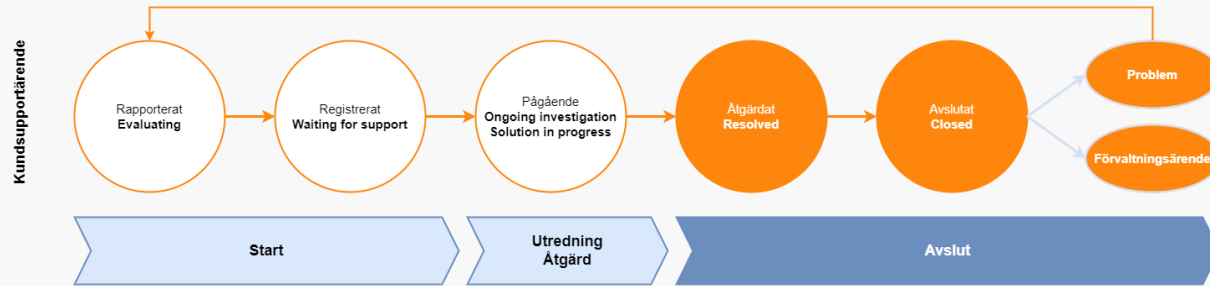 Kundsupportärende
Rapporterat
Evaluating
Registrerat
Waiting for support
Pågående
Ongoing investigation
Solution in progress
Åtgärdat
Resolved
Avslutat
Closed
Problem
Förvaltningsärende
Start
Utredning
Åtgärd
Avslut